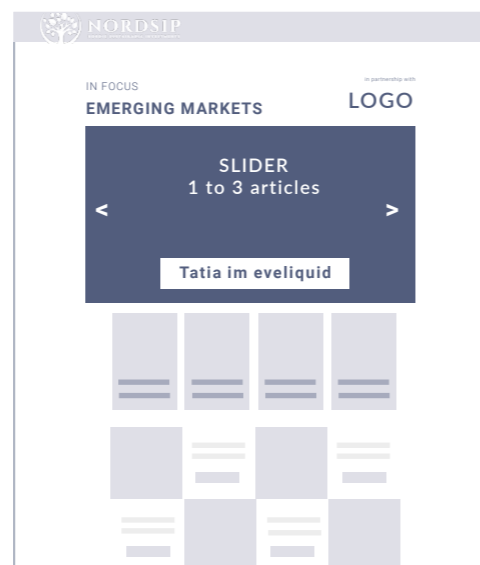 NORDSIP
IN FOCUS
in partnership with
EMERGING MARKETS
LOGO
SLIDER
1 to 3 articles
<
>
Tatia im eveliquid